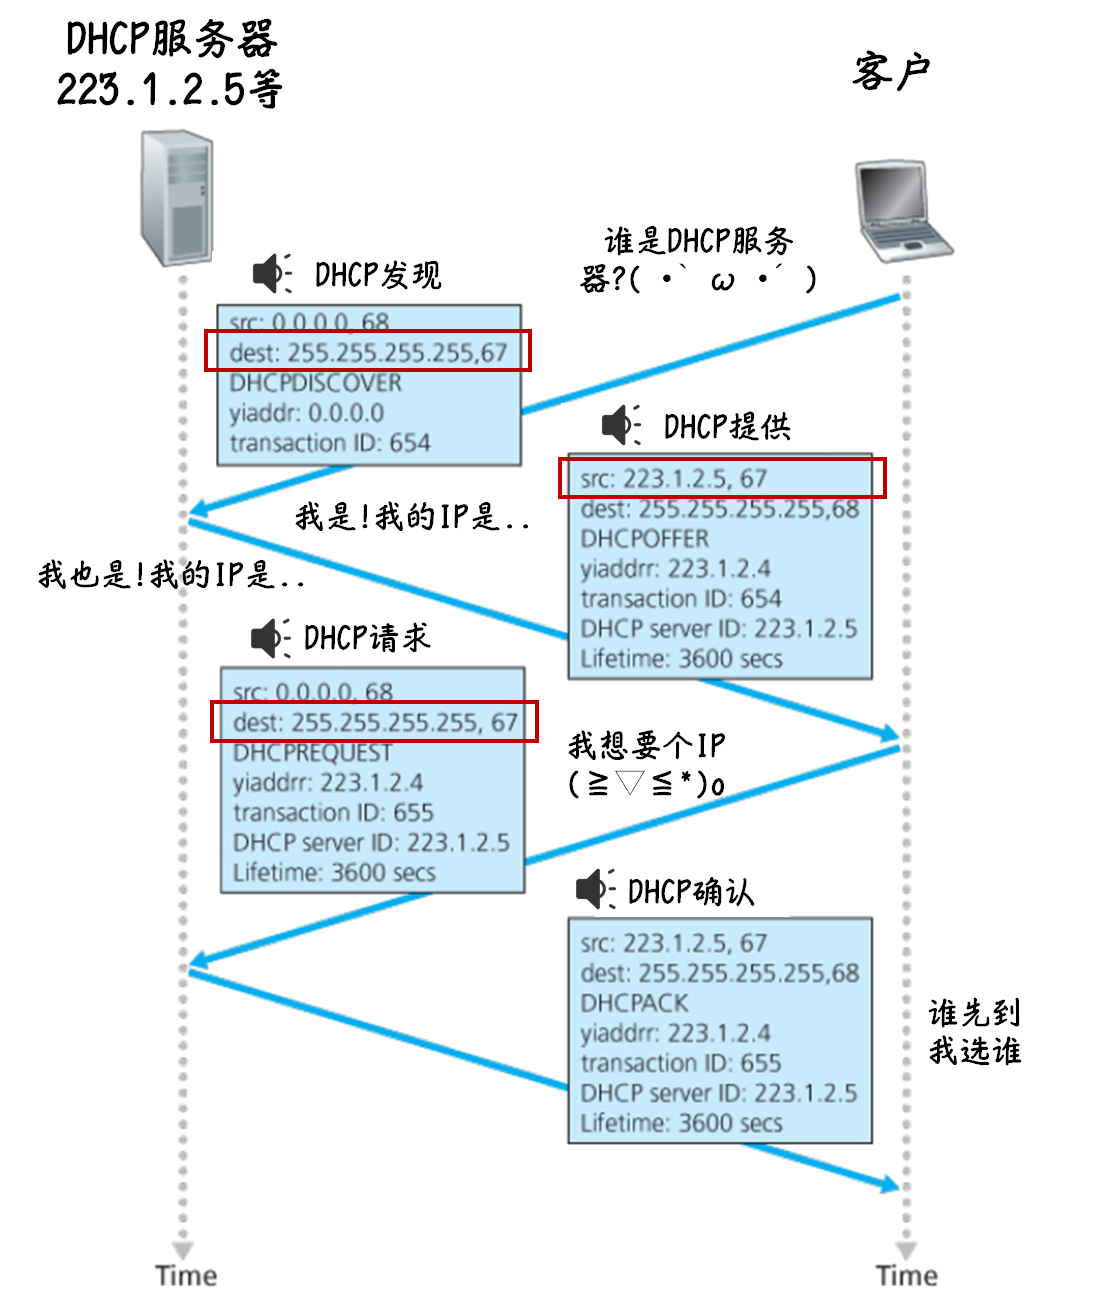 DHCP服务器
223.1.2.5等
客户
谁是DHCP服务
器?( ･` ω ･´ )
DHCP发现
src: 0.0.0.0, 68
dest: 255.255.255.255,67
DHCPDISCOVER
yiaddr: 0.0.0.0
transaction ID: 654
DHCP提供
src: 223.1.2.5, 67
dest: 255.255.255.255,68
DHCPOFFER
yiaddrr: 223.1.2.4
transaction ID: 654
DHCP server ID: 223.1.2.5
Lifetime: 3600 secs
我是!我的IP是..
我也是!我的IP是..
DHCP请求
src: 0.0.0.0, 68
dest: 255.255.255.255, 67
DHCPREQUEST
yiaddrr: 223.1.2.4
transaction ID: 655
DHCP server ID: 223.1.2.5
Lifetime: 3600 secs
我想要个IP
(≧▽≦*)o
DHCP确认
src: 223.1.2.5, 67
dest: 255.255.255.255,68
DHCPACK
yiaddrr: 223.1.2.4
transaction ID: 655
DHCP server ID: 223.1.2.5
Lifetime: 3600 secs
谁先到
我选谁
Time
Time